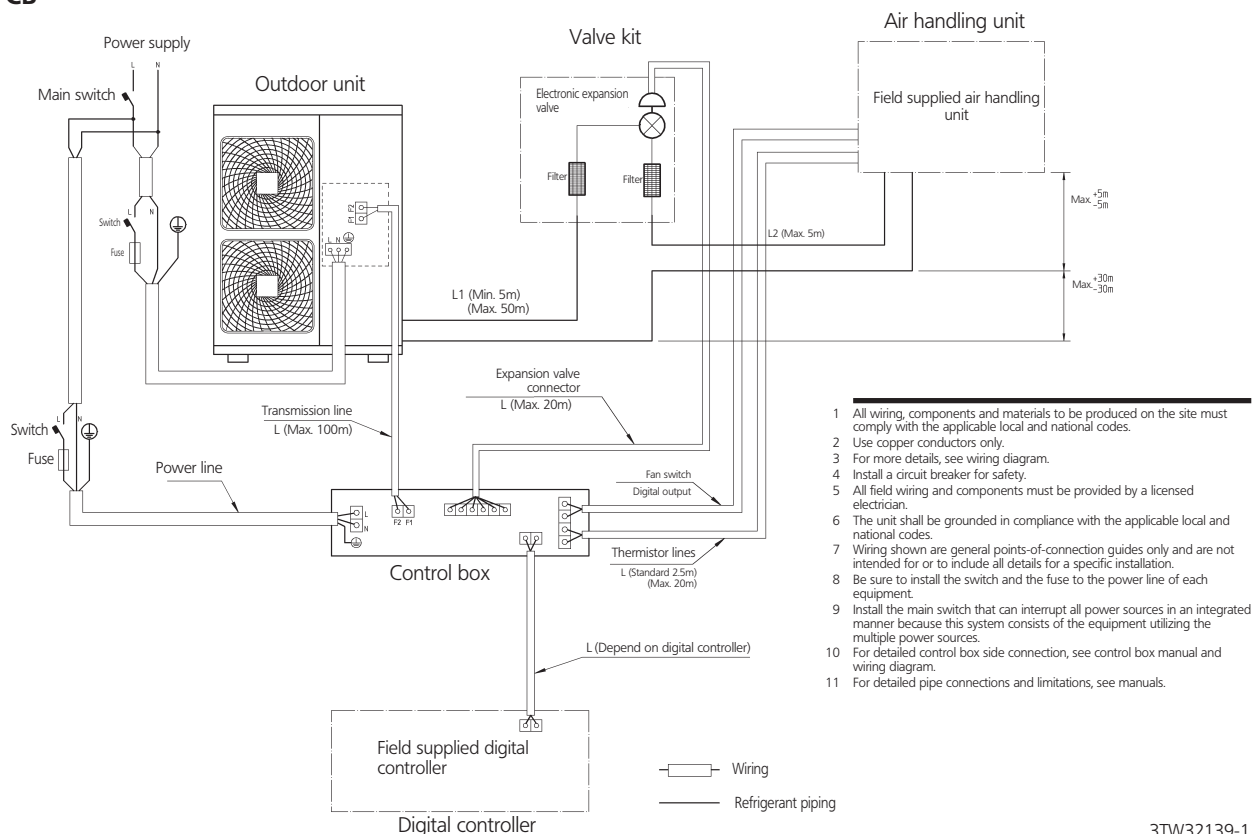 Power supply
L N
Main switch
Outdoor unit
Valve kit
Air handling unit
Electronic expansion
valve
Filter
Filter
Field supplied air handling
unit
Switch
L N
Fuse
F1 F2
L N
Max. +5m
-5m
L2 (Max. 5m)
L1 (Min. 5m)
(Max. 50m)
Max. +30m
-30m
Expansion valve
connector
L (Max. 20m)
Transmission line
L (Max. 100m)
Switch
L N
Fuse
Power line
Fan switch
Digital output
L
N
F2 F1
Thermistor lines
L (Standard 2.5m)
(Max. 20m)
Control box
L (Depend on digital controller)
Field supplied digital
controller
Digital controller
Wiring
Refrigerant piping
1 All wiring, components and materials to be produced on the site must
comply with the applicable local and national codes.
2 Use copper conductors only.
3 For more details, see wiring diagram.
4 Install a circuit breaker for safety.
5 All field wiring and components must be provided by a licensed
electrician.
6 The unit shall be grounded in compliance with the applicable local and
national codes.
7 Wiring shown are general points-of-connection guides only and are not
intended for or to include all details for a specific installation.
8 Be sure to install the switch and the fuse to the power line of each
equipment.
9 Install the main switch that can interrupt all power sources in an integrated
manner because this system consists of the equipment utilizing the
multiple power sources.
10 For detailed control box side connection, see control box manual and
wiring diagram.
11 For detailed pipe connections and limitations, see manuals.
3TW32139-1